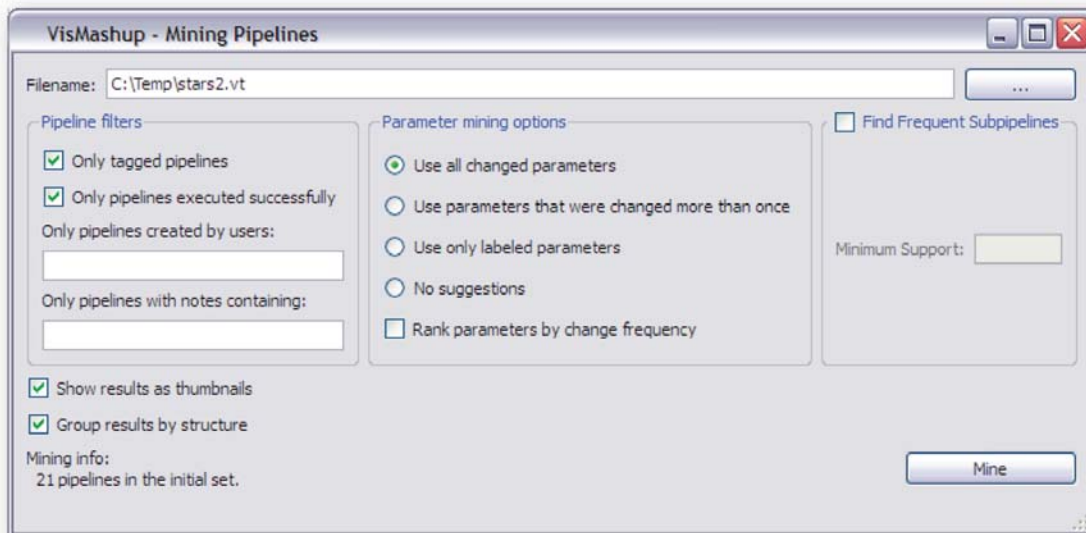 VisMashup - Mining Pipelines
Filename: C:\Temp\stars2.vt ...
Pipeline filters
Only tagged pipelines
Only pipelines executed successfully
Only pipelines created by users:
Only pipelines with notes containing:
Parameter mining options
Use all changed parameters
Use parameters that were changed more than once
Use only labeled parameters
No suggestions
Rank parameters by change frequency
Find Frequent Subpipelines
Minimum Support:
Show results as thumbnails
Group results by structure
Mining info:
21 pipelines in the initial set.
Mine